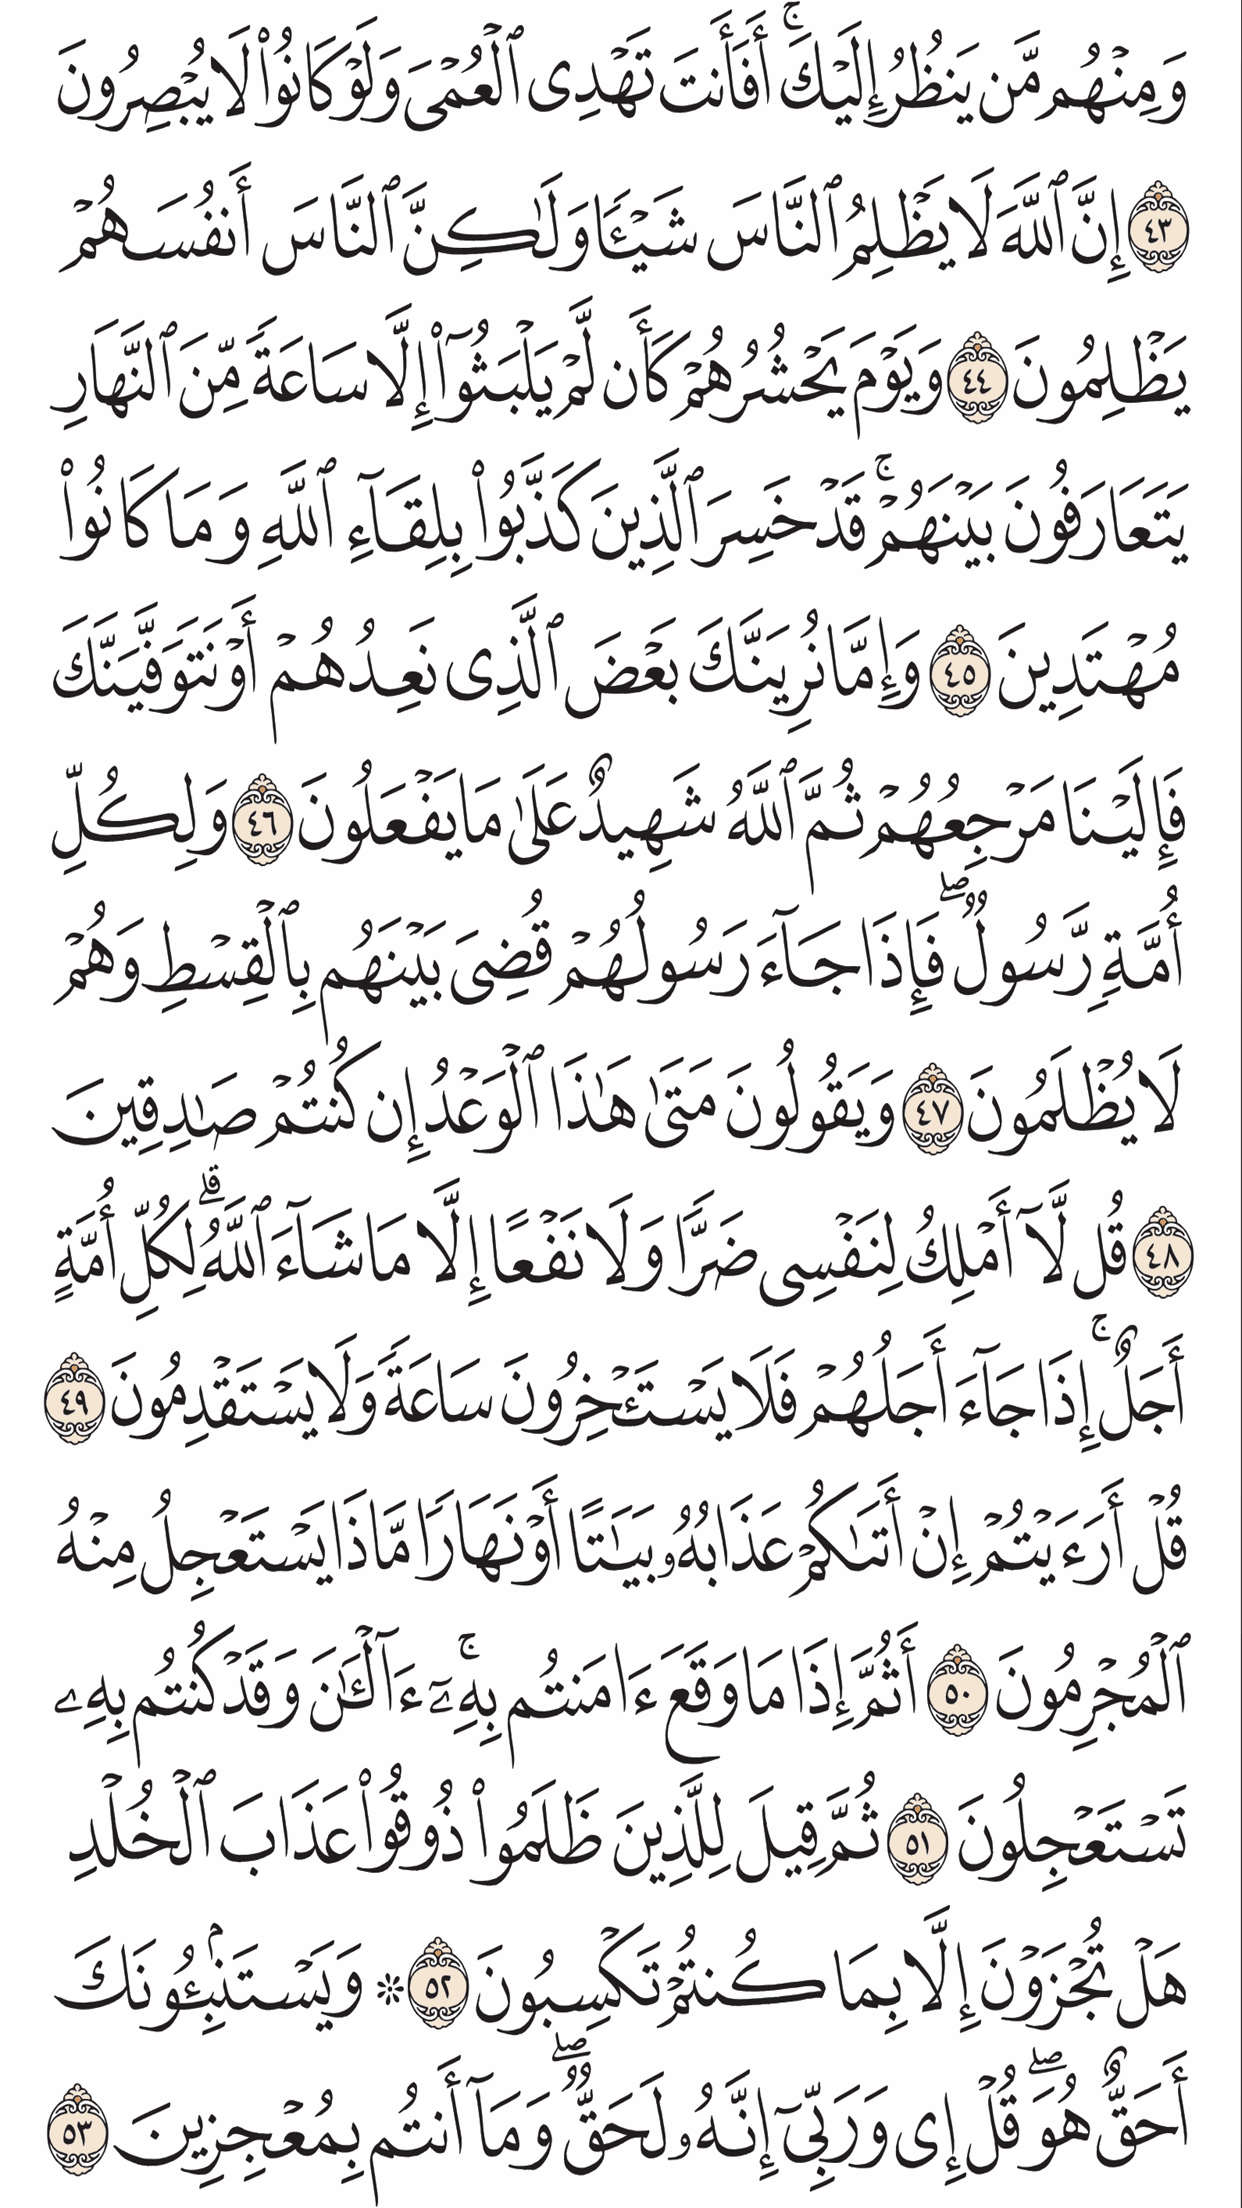 وَمِنۡهُم مَّن يَنظُرُ إِلَيۡكَۚ أَفَأَنتَ تَهۡدِى ٱلۡعُمۡىَ وَلَوۡ كَانُواْ لَا يُبۡصِرُونَ
٤٣ إِنَّ ٱللَّهَ لَا يَظۡلِمُ ٱلنَّاسَ شَيۡـٔٗا وَلَٰكِنَّ ٱلنَّاسَ أَنفُسَهُمۡ
يَظۡلِمُونَ ٤٤ وَيَوۡمَ يَحۡشُرُهُمۡ كَأَن لَّمۡ يَلۡبَثُوٓاْ إِلَّا سَاعَةٗ مِّنَ ٱلنَّهَارِ
يَتَعَارَفُونَ بَيۡنَهُمۡۚ قَدۡ خَسِرَ ٱلَّذِينَ كَذَّبُواْ بِلِقَآءِ ٱللَّهِ وَمَا كَانُواْ
مُهۡتَدِينَ ٤٥ وَإِمَّا نُرِيَنَّكَ بَعۡضَ ٱلَّذِى نَعِدُهُمۡ أَوۡ نَتَوَفَّيَنَّكَ
فَإِلَيۡنَا مَرۡجِعُهُمۡ ثُمَّ ٱللَّهُ شَهِيدٌ عَلَىٰ مَا يَفۡعَلُونَ ٤٦ وَلِكُلِّ
أُمَّةٖ رَّسُولٞۖ فَإِذَا جَآءَ رَسُولُهُمۡ قُضِىَ بَيۡنَهُم بِٱلۡقِسۡطِ وَهُمۡ
لَا يُظۡلَمُونَ ٤٧ وَيَقُولُونَ مَتَىٰ هَٰذَا ٱلۡوَعۡدُ إِن كُنتُمۡ صَٰدِقِينَ
٤٨ قُل لَّآ أَمۡلِكُ لِنَفۡسِى ضَرّٗا وَلَا نَفۡعًا إِلَّا مَا شَآءَ ٱللَّهُۗ لِكُلِّ أُمَّةٍ
أَجَلٌۚ إِذَا جَآءَ أَجَلُهُمۡ فَلَا يَسۡتَـٔۡخِرُونَ سَاعَةٗ وَلَا يَسۡتَقۡدِمُونَ ٤٩
قُلۡ أَرَءَيۡتُمۡ إِنۡ أَتَىٰكُمۡ عَذَابُهُۥ بَيَٰتًا أَوۡ نَهَارٗا مَّاذَا يَسۡتَعۡجِلُ مِنۡهُ
ٱلۡمُجۡرِمُونَ ٥٠ أَثُمَّ إِذَا مَا وَقَعَ ءَامَنتُم بِهِۦٓۚ ءَآلۡـَٰٔنَ وَقَدۡ كُنتُم بِهِۦ
تَسۡتَعۡجِلُونَ ٥١ ثُمَّ قِيلَ لِلَّذِينَ ظَلَمُواْ ذُوقُواْ عَذَابَ ٱلۡخُلۡدِ
هَلۡ تُجۡزَوۡنَ إِلَّا بِمَا كُنتُمۡ تَكۡسِبُونَ ٥٢ ۞ وَيَسۡتَنۢبِـُٔونَكَ
أَحَقٌّ هُوَۖ قُلۡ إِى وَرَبِّىٓ إِنَّهُۥ لَحَقّٞۖ وَمَآ أَنتُم بِمُعۡجِزِينَ ٥٣